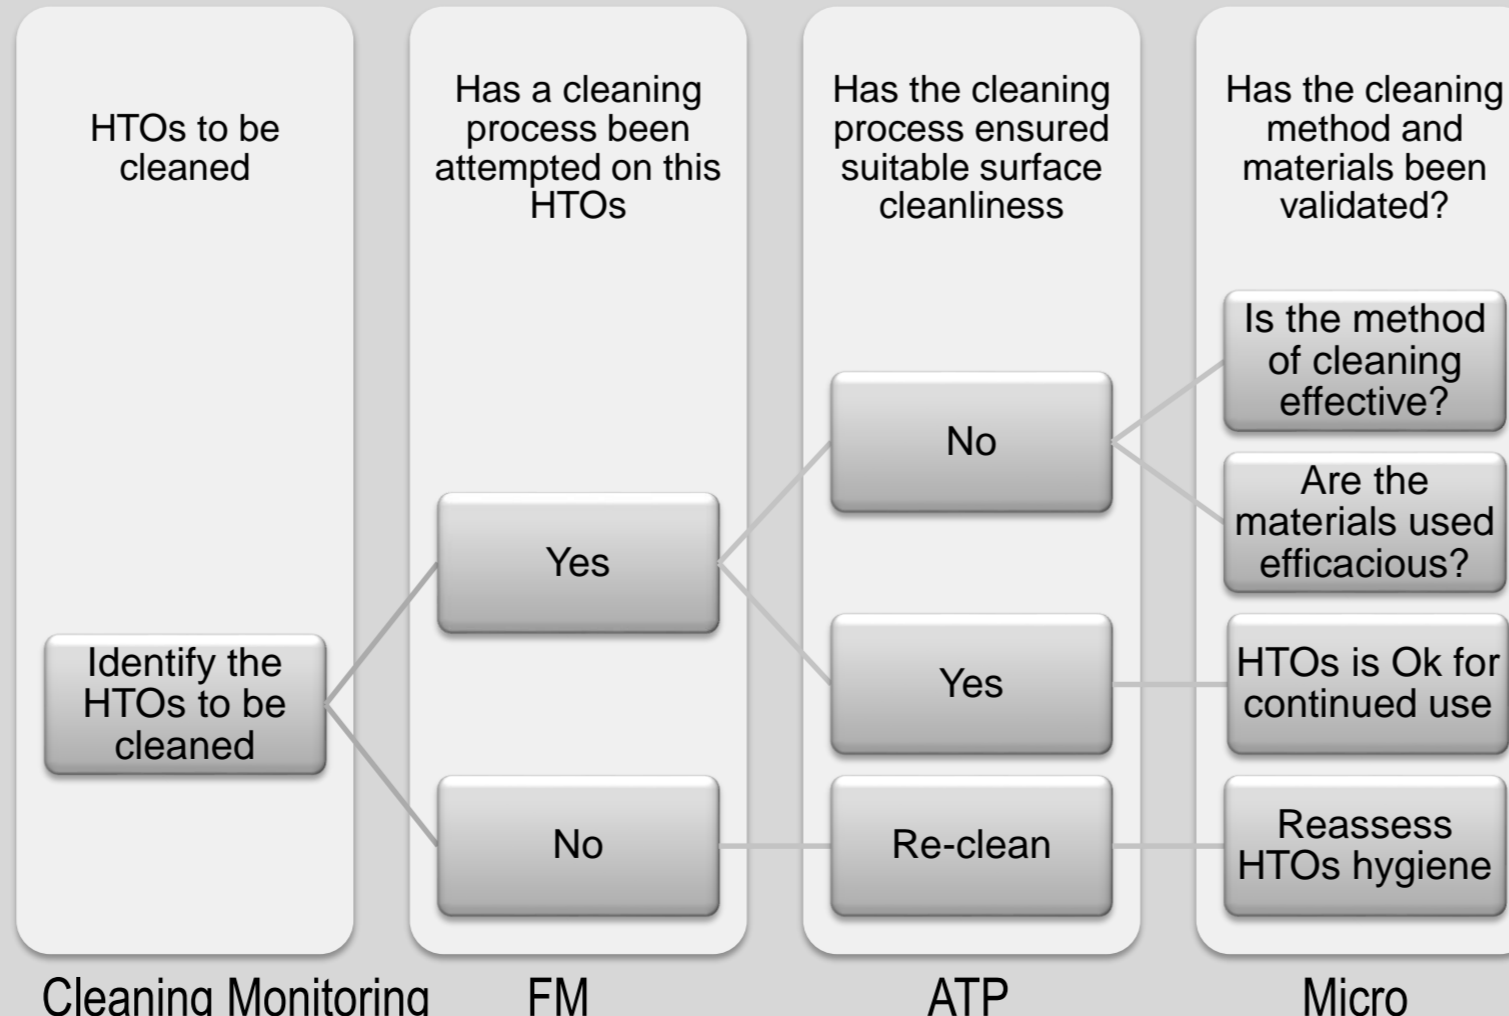 HTOs to be
cleaned
Identify the
HTOs to be
cleaned
Has a cleaning
process been
attempted on this
HTOs
Yes
No
Has the cleaning
process ensured
suitable surface
cleanliness
No
Yes
Re-clean
Has the cleaning
method and
materials been
validated?
Is the method
of cleaning
effective?
Are the
materials used
efficacious?
HTOs is Ok for
continued use
Reassess
HTOs hygiene
Cleaning Monitoring
FM
ATP
Micro